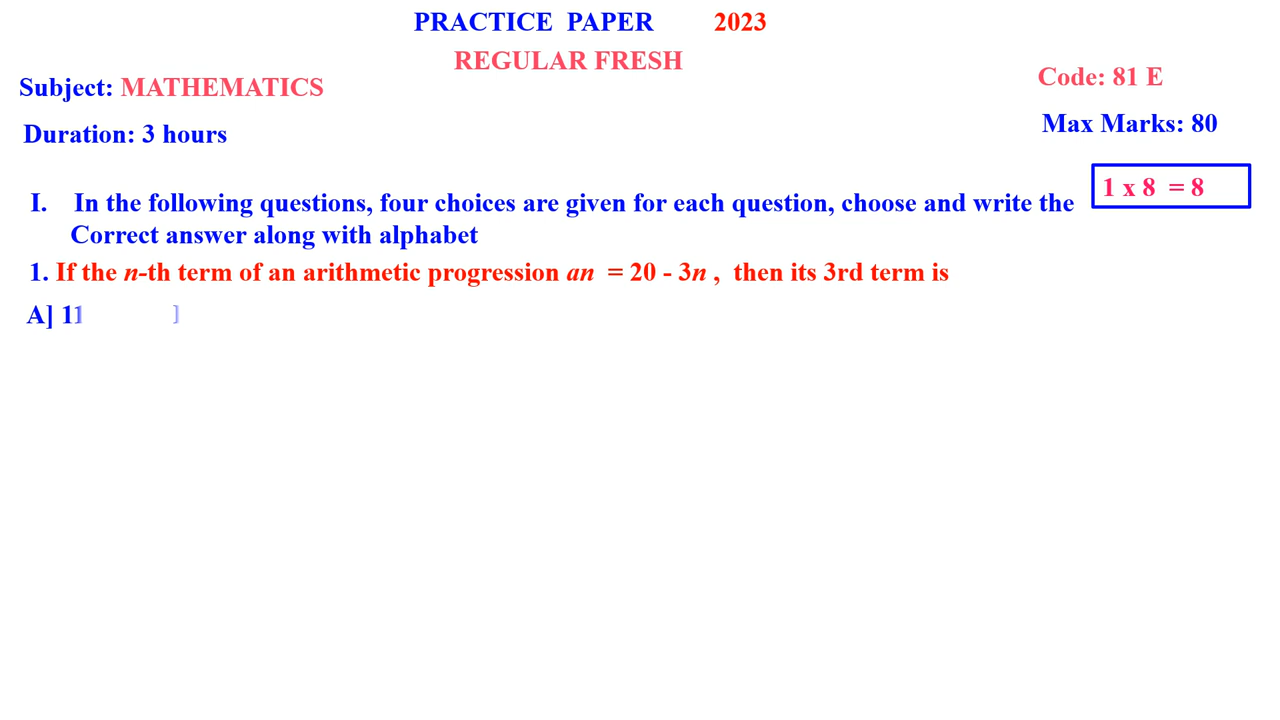 PRACTICE PAPER 2023
REGULAR FRESH
Subject: MATHEMATICS
Code: 81 E
Duration: 3 hours
Max Marks: 80
I. In the following questions, four choices are given for each question, choose and write the
1 x 8 = 8
Correct answer along with alphabet
1. If the n-th term of an arithmetic progression an = 20 - 3n , then its 3rd term is
A] 11 ]